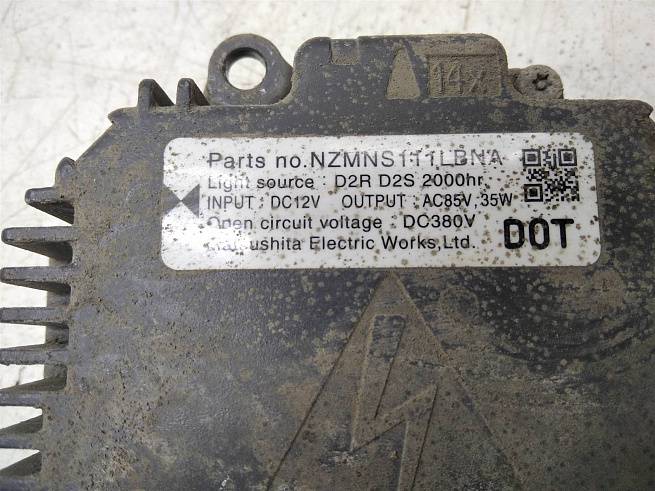 14x
Parts no.NZMNS111LBNA
Light source : D2R D2S 2000hr
INPUT : DC12V OUTPUT : AC85V, 35W
Open circuit voltage DC380V
Matsushita Electric Works,Ltd.
DOT